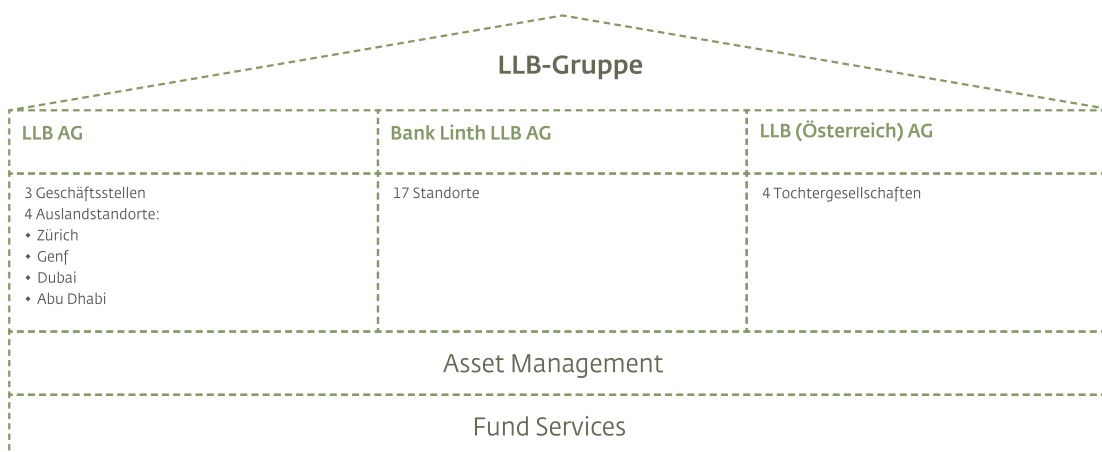 LLB-Gruppe
LLB AG
Bank Linth LLB AG
LLB (Österreich) AG
3 Geschäftsstellen
4 Auslandstandorte:
• Zürich
• Genf
• Dubai
• Abu Dhabi
17 Standorte
4 Tochtergesellschaften
Asset Management
Fund Services